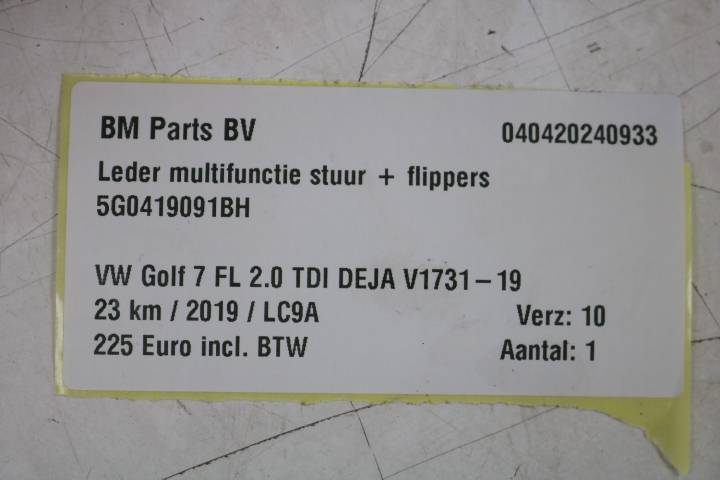 BM Parts BV 040420240933
Leder multifunctie stuur + flippers
5G0419091BH
VW Golf 7 FL 2.0 TDI DEJA V1731-19
23 km / 2019 / LC9A Verz: 10
225 Euro incl. BTW Aantal: 1